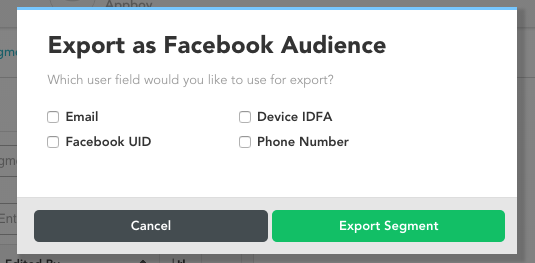 Appboy
Export as Facebook Audience
Which user field would you like to use for export?
Email
Device IDFA
Facebook UID
Phone Number
Cancel
Export Segment
Edited By